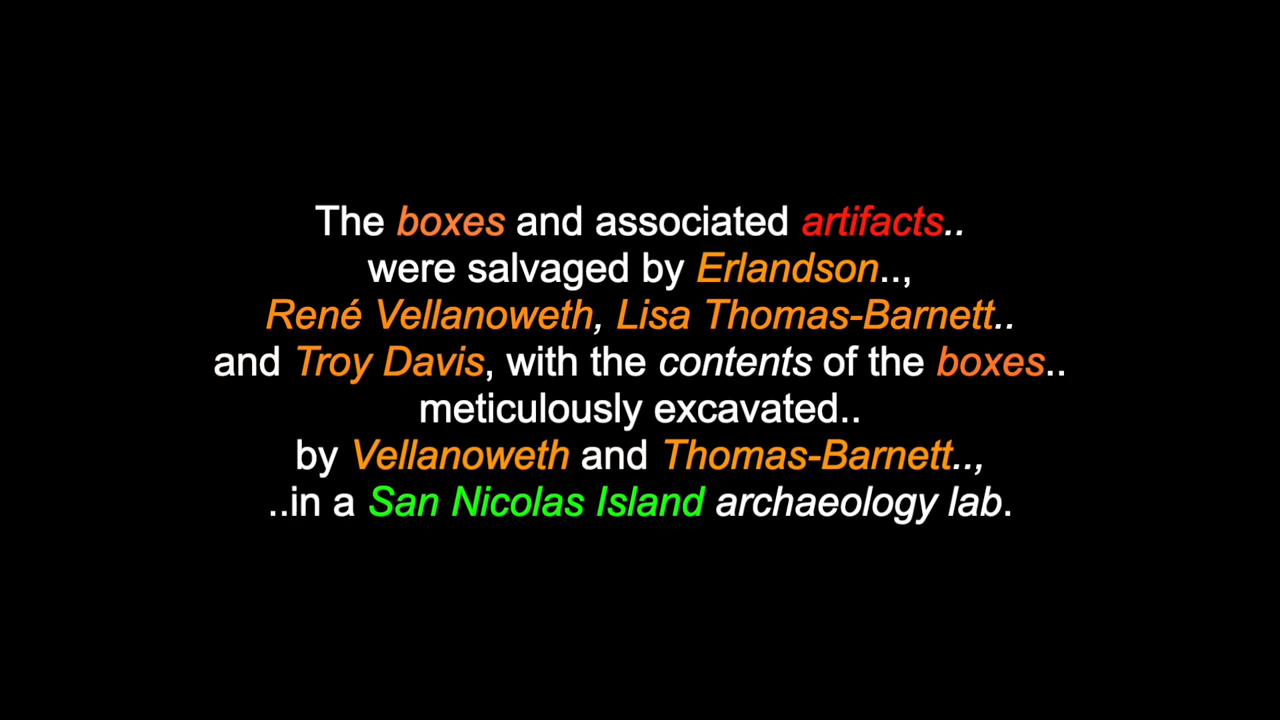 The boxes and associated artifacts..
were salvaged by Erlandson..,
René Vellanoweth, Lisa Thomas-Barnett..
and Troy Davis, with the contents of the boxes..
meticulously excavated..
by Vellanoweth and Thomas-Barnett..,
..in a San Nicolas Island archaeology lab.